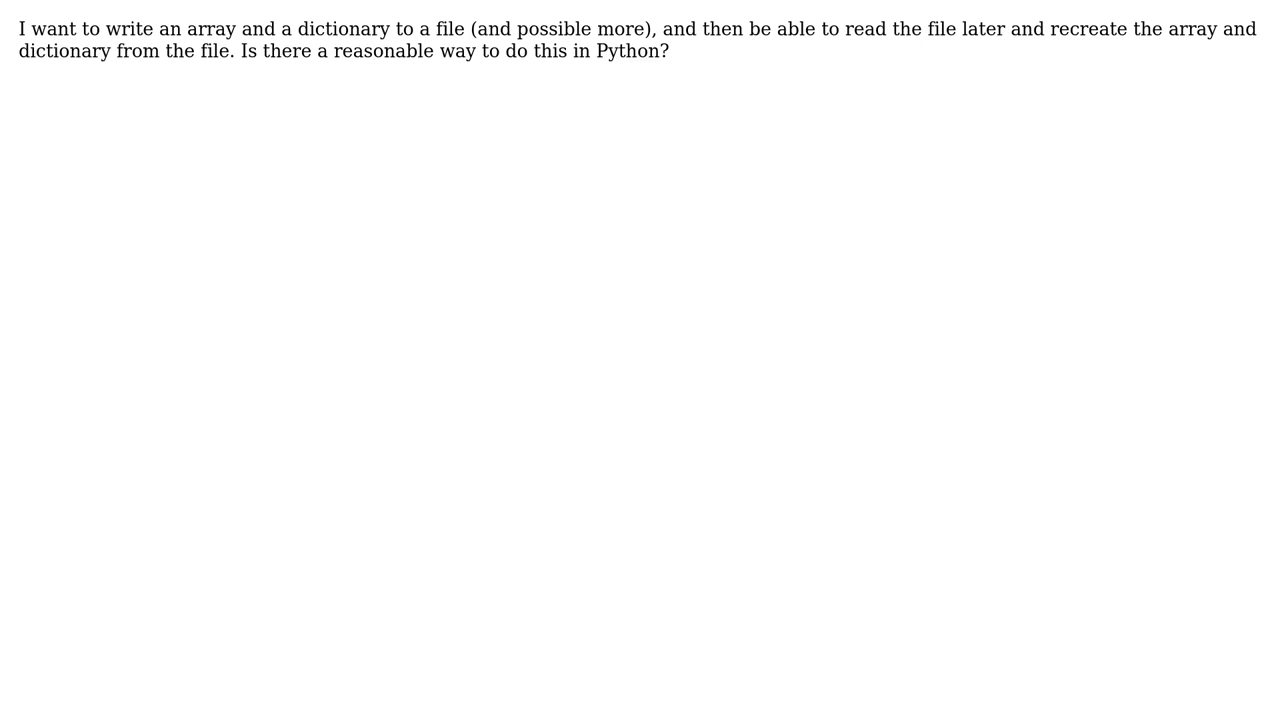 I want to write an array and a dictionary to a file (and possible more), and then be able to read the file later and recreate the array and
dictionary from the file. Is there a reasonable way to do this in Python?